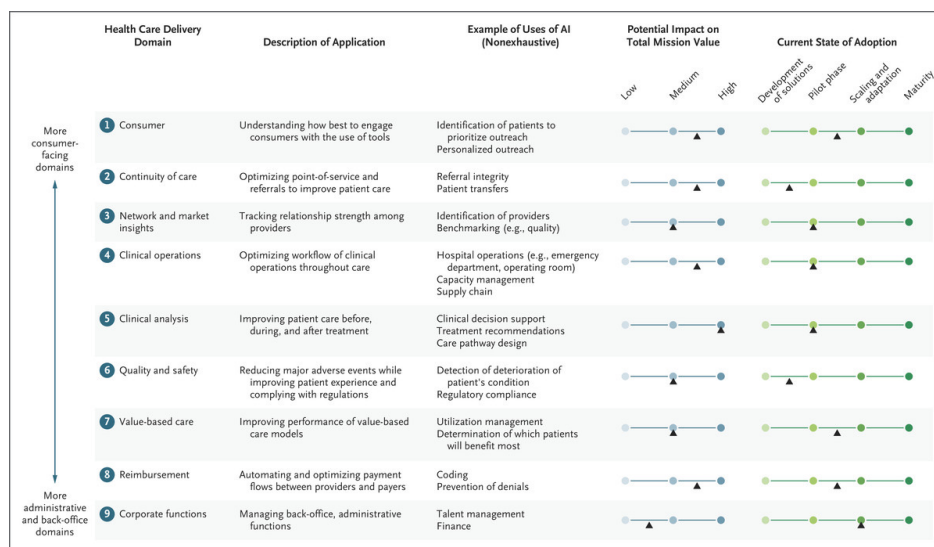 Health Care Delivery
Domain
Description of Application
Example of Uses of AI
(Nonexhaustive)
Potential Impact on
Total Mission Value
Current State of Adoption
Low
Medium
High
Development
of solutions
Pilot phase
Scaling and
adaptation
Maturity
More
consumer-
facing
domains
1 Consumer
Understanding how best to engage
consumers with the use of tools
Identification of patients to
prioritize outreach
Personalized outreach
2 Continuity of care
Optimizing point-of-service and
referrals to improve patient care
Referral integrity
Patient transfers
3 Network and market
insights
Tracking relationship strength among
providers
Identification of providers
Benchmarking (e.g., quality)
4 Clinical operations
Optimizing workflow of clinical
operations throughout care
Hospital operations (e.g., emergency
department, operating room)
Capacity management
Supply chain
5 Clinical analysis
Improving patient care before,
during, and after treatment
Clinical decision support
Treatment recommendations
Care pathway design
6 Quality and safety
Reducing major adverse events while
improving patient experience and
complying with regulations
Detection of deterioration of
patient's condition
Regulatory compliance
7 Value-based care
Improving performance of value-based
care models
Utilization management
Determination of which patients
will benefit most
8 Reimbursement
Automating and optimizing payment
flows between providers and payers
Coding
Prevention of denials
More
administrative
and back-office
domains
9 Corporate functions
Managing back-office, administrative
functions
Talent management
Finance